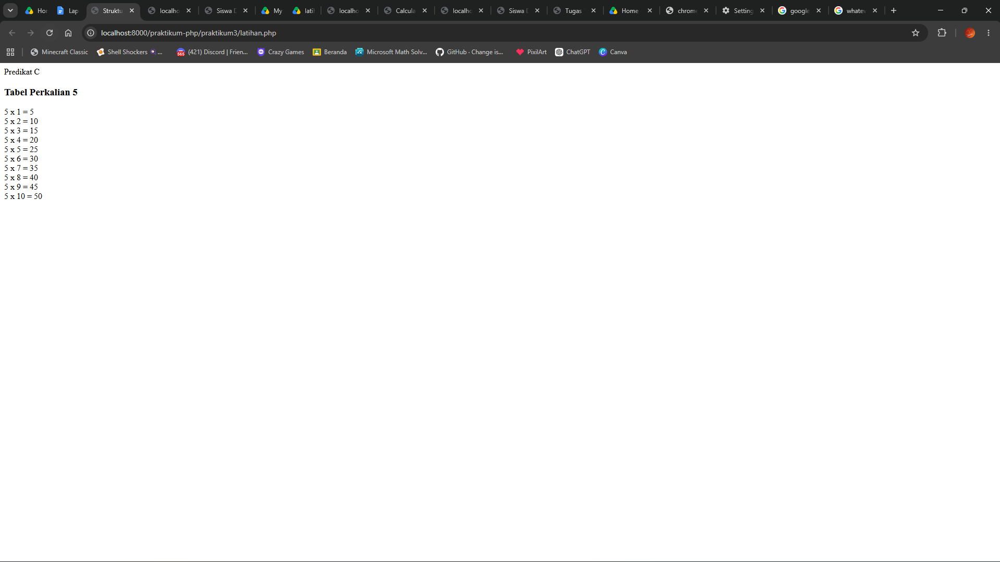 Hor
Lap
Struktu
localho
Siswa D
My
lati
localho
Calcula
localho
Siswa D
Tugas
Home
chrome
Setting
google
whatev
localhost:8000/praktikum-php/praktikum3/latihan.php
Minecraft Classic
Shell Shockers ...
(421) Discord | Frien...
Crazy Games
Beranda
Microsoft Math Solv...
GitHub · Change is...
PixilArt
ChatGPT
Canva
Predikat C
Tabel Perkalian 5
5 x 1 = 5
5 x 2 = 10
5 x 3 = 15
5 x 4 = 20
5 x 5 = 25
5 x 6 = 30
5 x 7 = 35
5 x 8 = 40
5 x 9 = 45
5 x 10 = 50